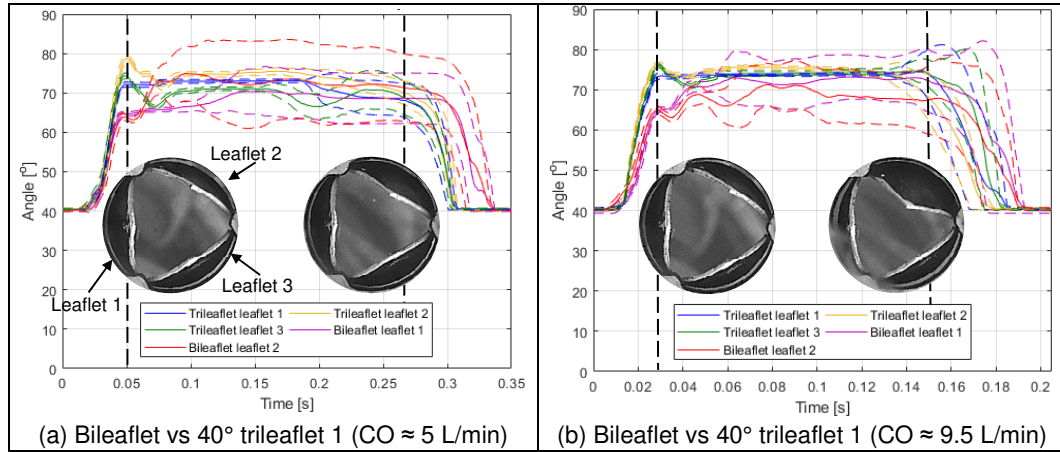 90
80
70
60
50
40
30
20
10
0
Angle [°]
Leaflet 2
Leaflet 1
Leaflet 3
Trileaflet leaflet 1
Trileaflet leaflet 2
Trileaflet leaflet 3
Bileaflet leaflet 1
Bileaflet leaflet 2
0 0.05 0.1 0.15 0.2 0.25 0.3 0.35
Time [s]
(a) Bileaflet vs 40° trileaflet 1 (CO ≈ 5 L/min)
90
80
70
60
50
40
30
20
10
0
Angle [°]
Trileaflet leaflet 1
Trileaflet leaflet 2
Trileaflet leaflet 3
Bileaflet leaflet 1
Bileaflet leaflet 2
0 0.02 0.04 0.06 0.08 0.1 0.12 0.14 0.16 0.18 0.2
Time [s]
(b) Bileaflet vs 40° trileaflet 1 (CO ≈ 9.5 L/min)